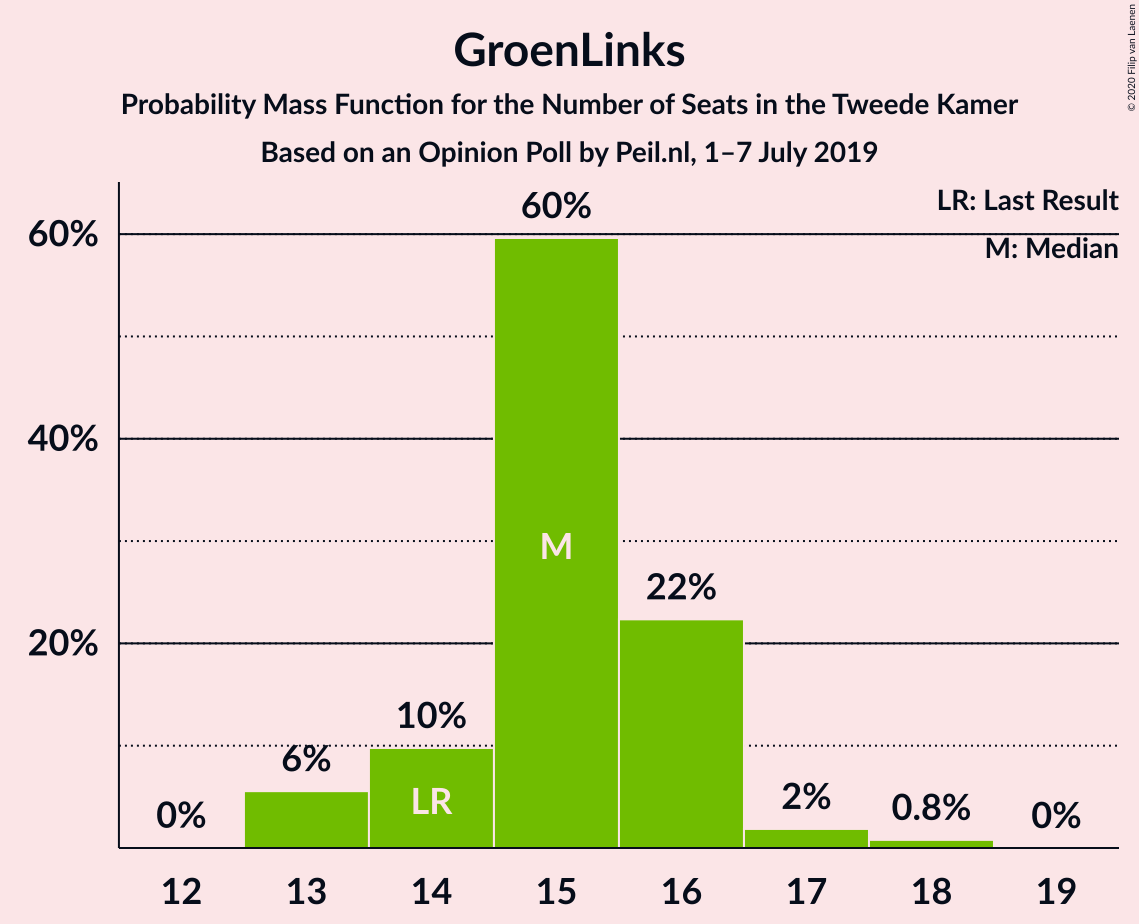 GroenLinks
Probability Mass Function for the Number of Seats in the Tweede Kamer
Based on an Opinion Poll by Peil.nl, 1–7 July 2019
© 2020 Filip van Laenen
LR: Last Result
M: Median
60%
40%
20%
0%
6%
10%
60%
22%
2%
0.8%
0%
LR
M
12 13 14 15 16 17 18 19